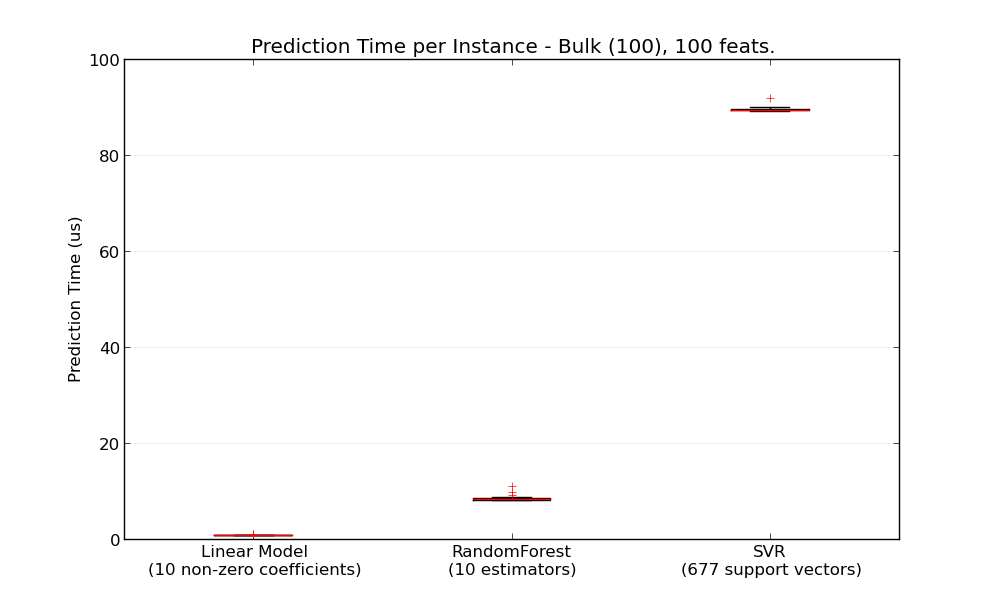 Prediction Time per Instance - Bulk (100), 100 feats.
100
80
60
40
20
0
Prediction Time (us)
Linear Model
(10 non-zero coefficients)
RandomForest
(10 estimators)
SVR
(677 support vectors)